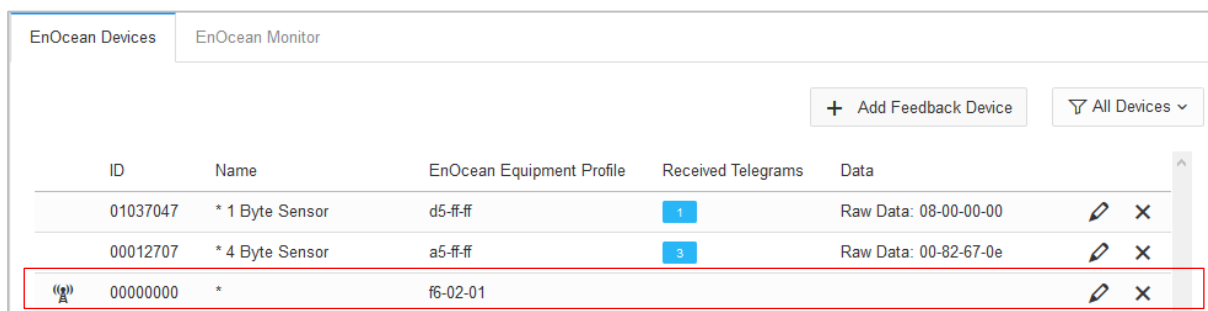 EnOcean Devices EnOcean Monitor
+ Add Feedback Device All Devices
ID Name EnOcean Equipment Profile Received Telegrams Data
01037047 * 1 Byte Sensor d5-ff-ff 1 Raw Data: 08-00-00-00
00012707 * 4 Byte Sensor a5-ff-ff 3 Raw Data: 00-82-67-0e
00000000 * f6-02-01